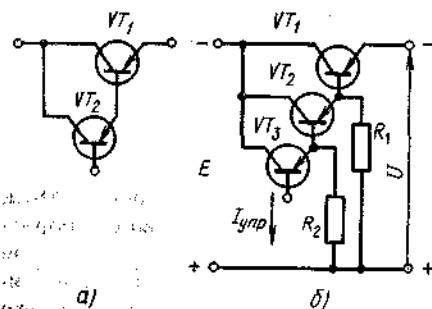 VT₁ VT₁
VT₂ VT₂
VT₃
E
R₁
U
Iупр
R₂
− −
+ +
а) б)